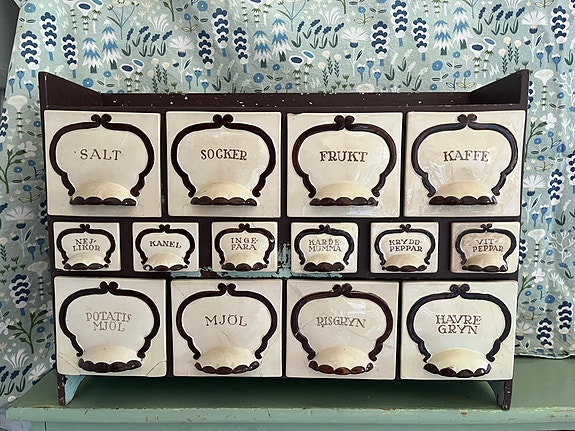 SALT
SOCKER
FRUKT
KAFFE
NEJ-
LIKOR
KANEL
INGE-
FÄRA
KARDE-
MUMMA
KRYDD-
PEPPAR
VIT-
PEPPAR
POTATIS
MJÖL
MJÖL
RISGRYN
HAVRE
GRYN